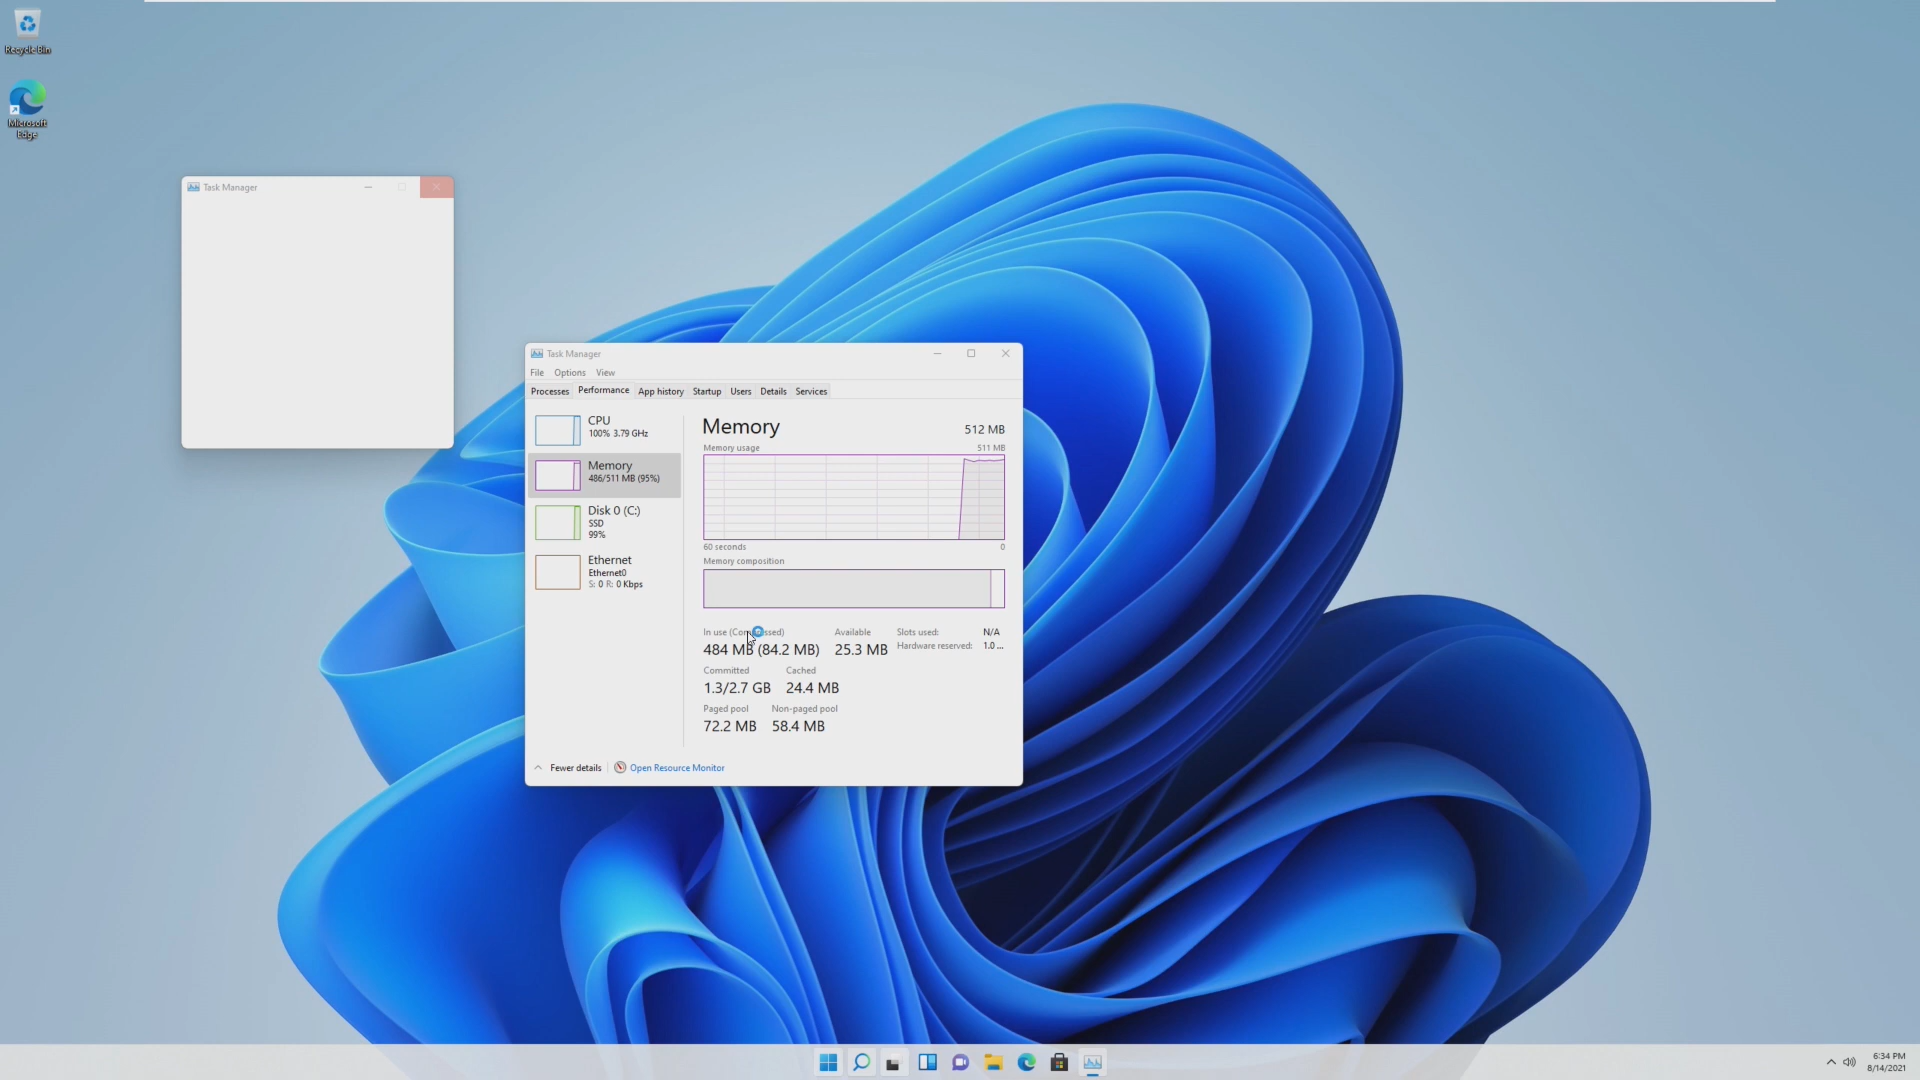 Recycle Bin
Microsoft
Edge
Task Manager
Task Manager
File Options View
Processes Performance App history Startup Users Details Services
CPU
100% 3.79 GHz
Memory
486/511 MB (95%)
Disk 0 (C:)
SSD
99%
Ethernet
Ethernet0
S: 0 R: 0 Kbps
Memory 512 MB
Memory usage 511 MB
60 seconds 0
Memory composition
In use Available Slots used: N/A
484 MB (84.2 MB) 25.3 MB Hardware reserved: 1.0 ...
Committed Cached
1.3/2.7 GB 24.4 MB
Paged pool Non-paged pool
72.2 MB 58.4 MB
Fewer details Open Resource Monitor
6:34 PM
8/14/2021